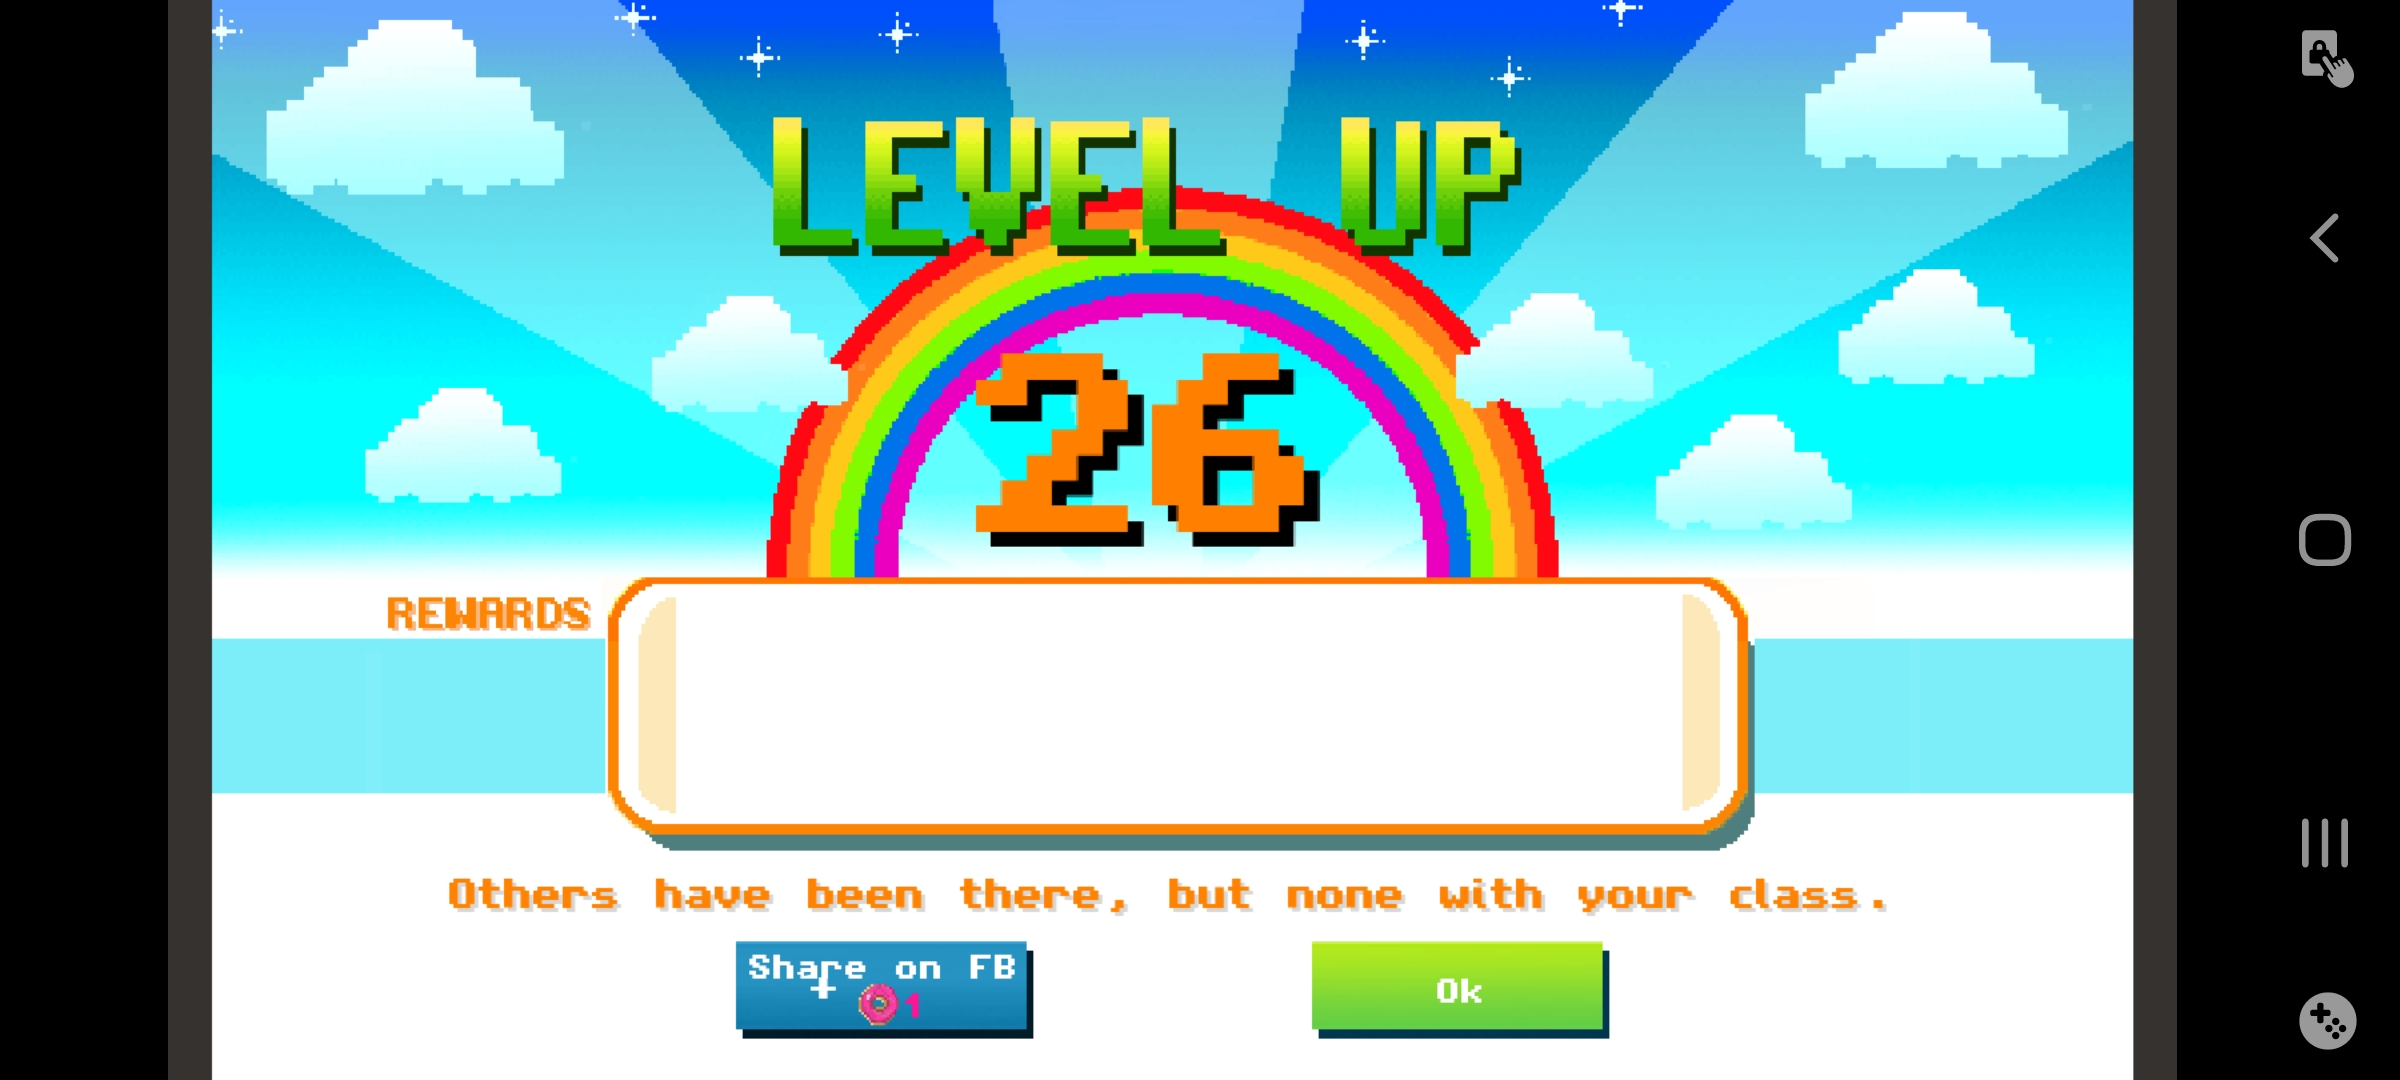 LEVEL UP
26
REWARDS
Others have been there, but none with your class.
Share on FB
+ 1
Ok